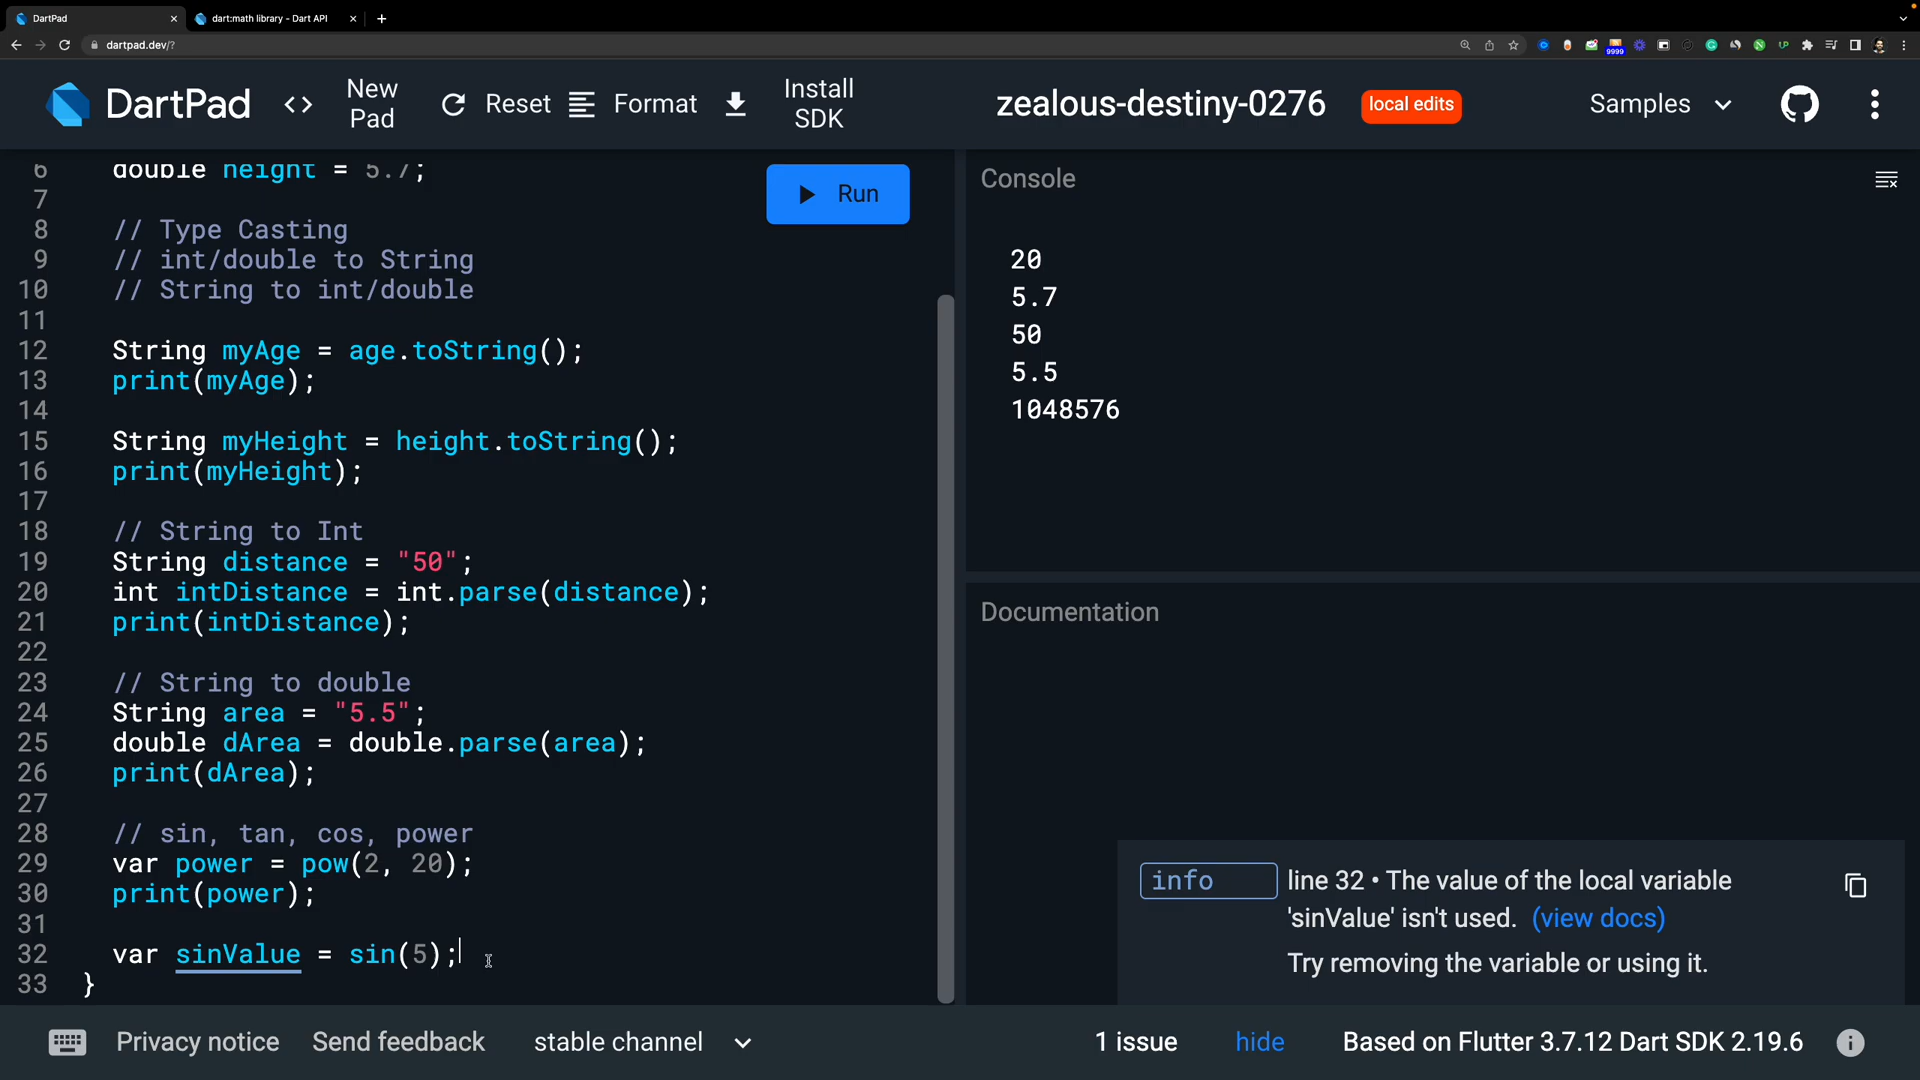 DartPad
dart:math library - Dart API
dartpad.dev/?
9999
DartPad
New Pad
Reset
Format
Install SDK
zealous-destiny-0276
local edits
Samples
6 double height = 5.7;
7
8 // Type Casting
9 // int/double to String
10 // String to int/double
11
12 String myAge = age.toString();
13 print(myAge);
14
15 String myHeight = height.toString();
16 print(myHeight);
17
18 // String to Int
19 String distance = "50";
20 int intDistance = int.parse(distance);
21 print(intDistance);
22
23 // String to double
24 String area = "5.5";
25 double dArea = double.parse(area);
26 print(dArea);
27
28 // sin, tan, cos, power
29 var power = pow(2, 20);
30 print(power);
31
32 var sinValue = sin(5);
33 }
Run
Console
20
5.7
50
5.5
1048576
Documentation
info
line 32 • The value of the local variable
'sinValue' isn't used. (view docs)
Try removing the variable or using it.
Privacy notice
Send feedback
stable channel
1 issue
hide
Based on Flutter 3.7.12 Dart SDK 2.19.6